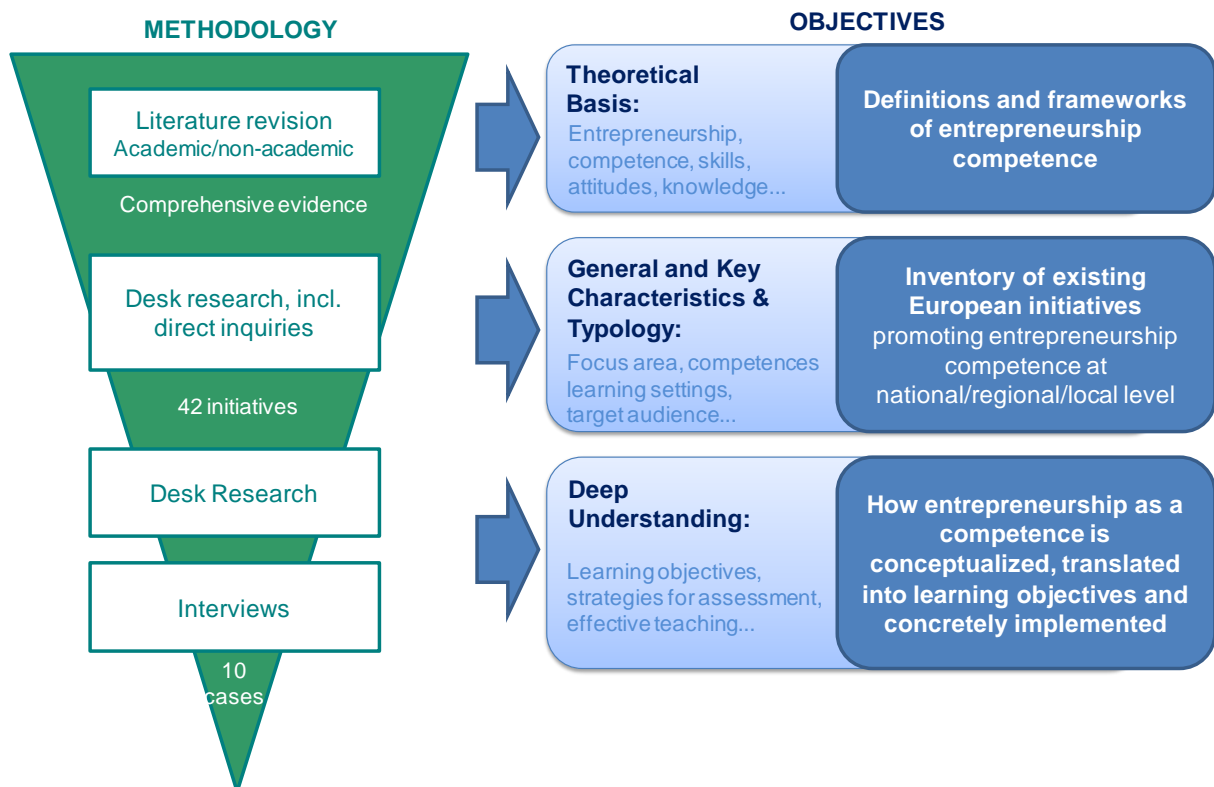 METHODOLOGY
Literature revision
Academic/non-academic
Comprehensive evidence
Desk research, incl.
direct inquiries
42 initiatives
Desk Research
Interviews
10
cases
OBJECTIVES
Theoretical
Basis:
Entrepreneurship,
competence, skills,
attitudes, knowledge...
Definitions and frameworks
of entrepreneurship
competence
General and Key
Characteristics &
Typology:
Focus area, competences
learning settings,
target audience...
Inventory of existing
European initiatives
promoting entrepreneurship
competence at
national/regional/local level
Deep
Understanding:
Learning objectives,
strategies for assessment,
effective teaching...
How entrepreneurship as a
competence is
conceptualized, translated
into learning objectives and
concretely implemented